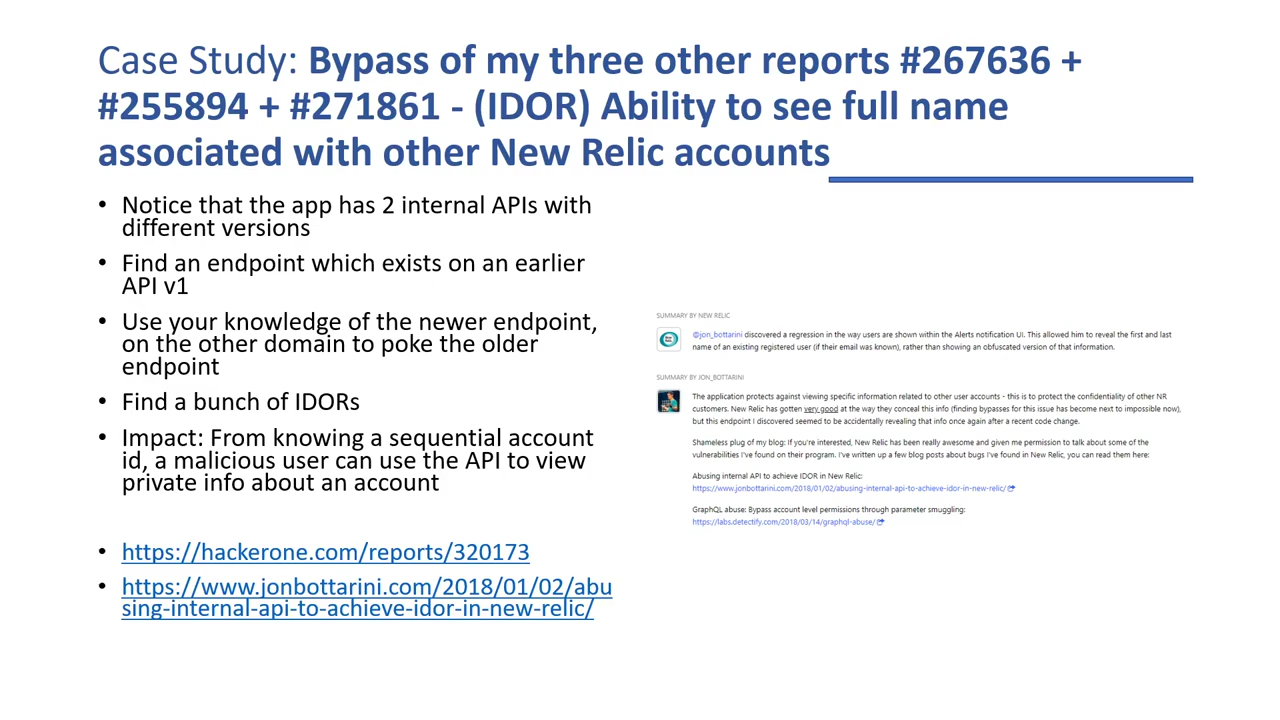 Case Study: Bypass of my three other reports #267636 +
#255894 + #271861 - (IDOR) Ability to see full name
associated with other New Relic accounts
• Notice that the app has 2 internal APIs with
different versions
• Find an endpoint which exists on an earlier
API v1
• Use your knowledge of the newer endpoint,
on the other domain to poke the older
endpoint
• Find a bunch of IDORs
• Impact: From knowing a sequential account
id, a malicious user can use the API to view
private info about an account
• https://hackerone.com/reports/320173
• https://www.jonbottarini.com/2018/01/02/abu
sing-internal-api-to-achieve-idor-in-new-relic/
SUMMARY BY NEW RELIC
@jon_bottarini discovered a regression in the way users are shown within the Alerts notification UI. This allowed him to reveal the first and last
name of an existing registered user (if their email was known), rather than showing an obfuscated version of that information.
SUMMARY BY JON_BOTTARINI
The application protects against viewing specific information related to other user accounts - this is to protect the confidentiality of other NR
customers. New Relic has gotten very good at the way they conceal this info (finding bypasses for this issue has become next to impossible now),
but this endpoint I discovered seemed to be accidentally revealing that info once again after a recent code change.
Shameless plug of my blog: If you're interested, New Relic has been really awesome and given me permission to talk about some of the
vulnerabilities I've found on their program. I've written up a few blog posts about bugs I've found in New Relic, you can read them here:
Abusing internal API to achieve IDOR in New Relic:
https://www.jonbottarini.com/2018/01/02/abusing-internal-api-to-achieve-idor-in-new-relic/
GraphQL abuse: Bypass account level permissions through parameter smuggling:
https://labs.detectify.com/2018/03/14/graphql-abuse/